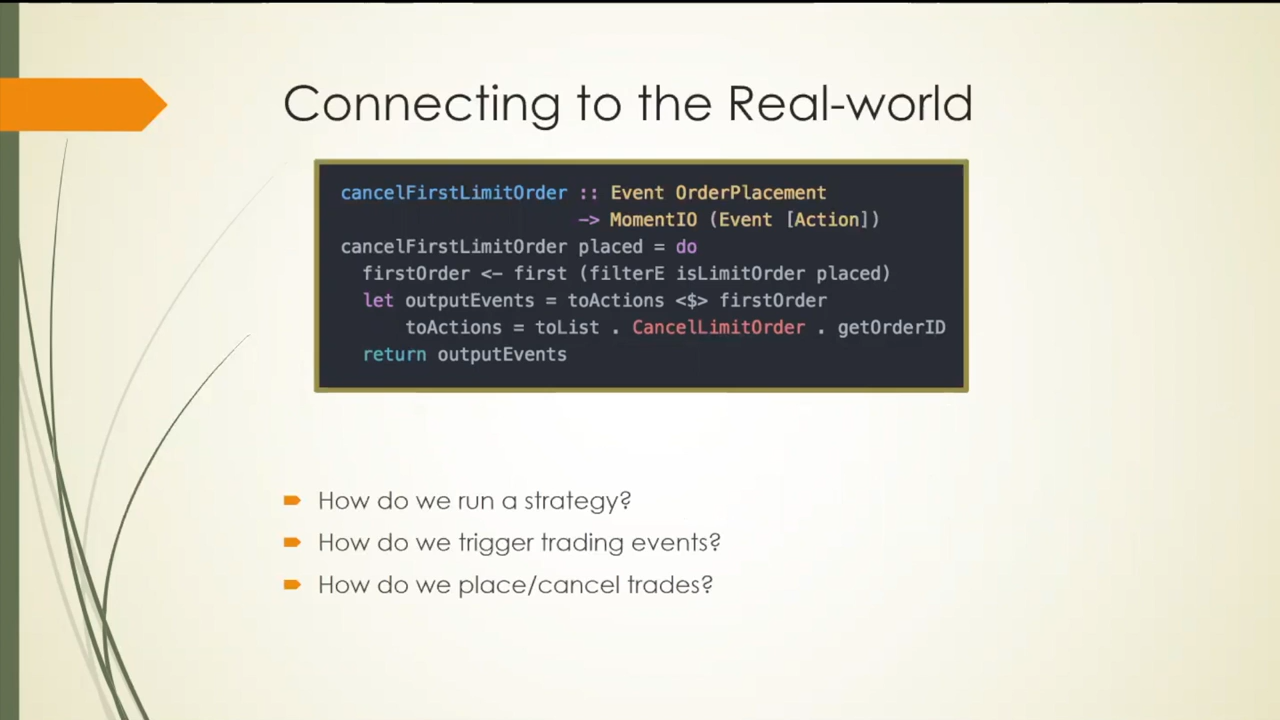 Connecting to the Real-world
cancelFirstLimitOrder :: Event OrderPlacement
-> MomentIO (Event [Action])
cancelFirstLimitOrder placed = do
firstOrder <- first (filterE isLimitOrder placed)
let outputEvents = toActions <$> firstOrder
toActions = toList . CancelLimitOrder . getOrderID
return outputEvents
How do we run a strategy?
How do we trigger trading events?
How do we place/cancel trades?